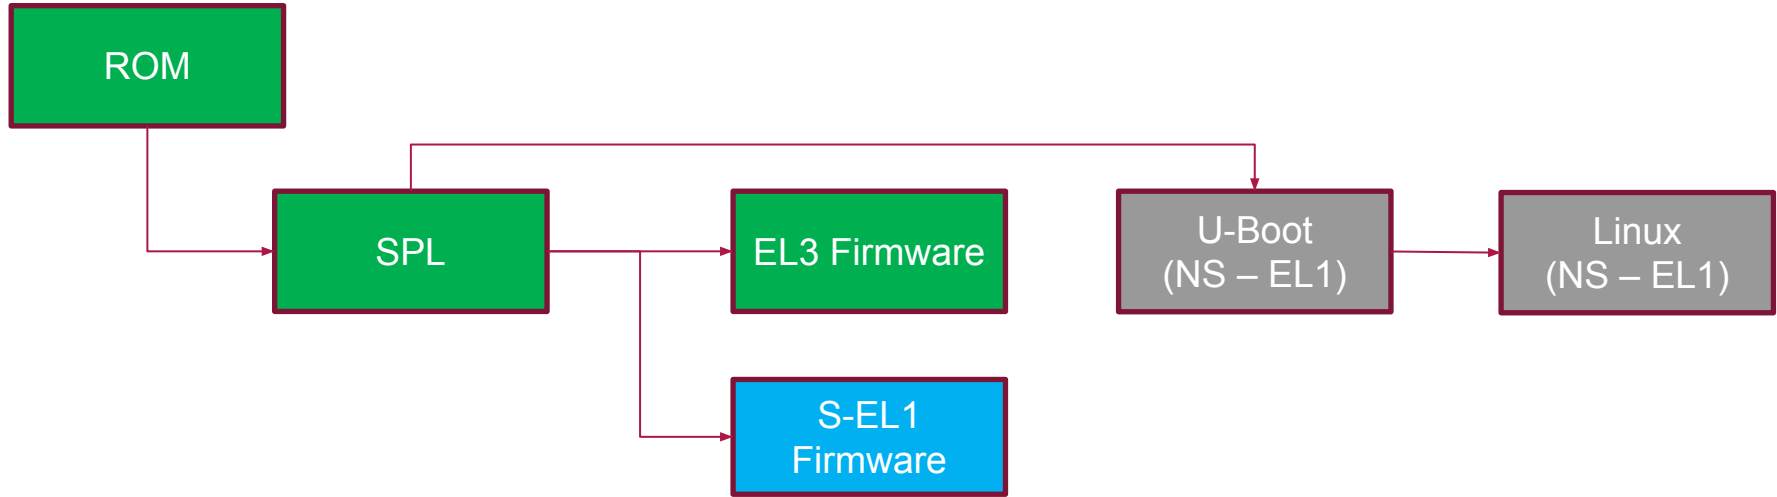 ROM
SPL
EL3 Firmware
U-Boot
(NS – EL1)
Linux
(NS – EL1)
S-EL1
Firmware